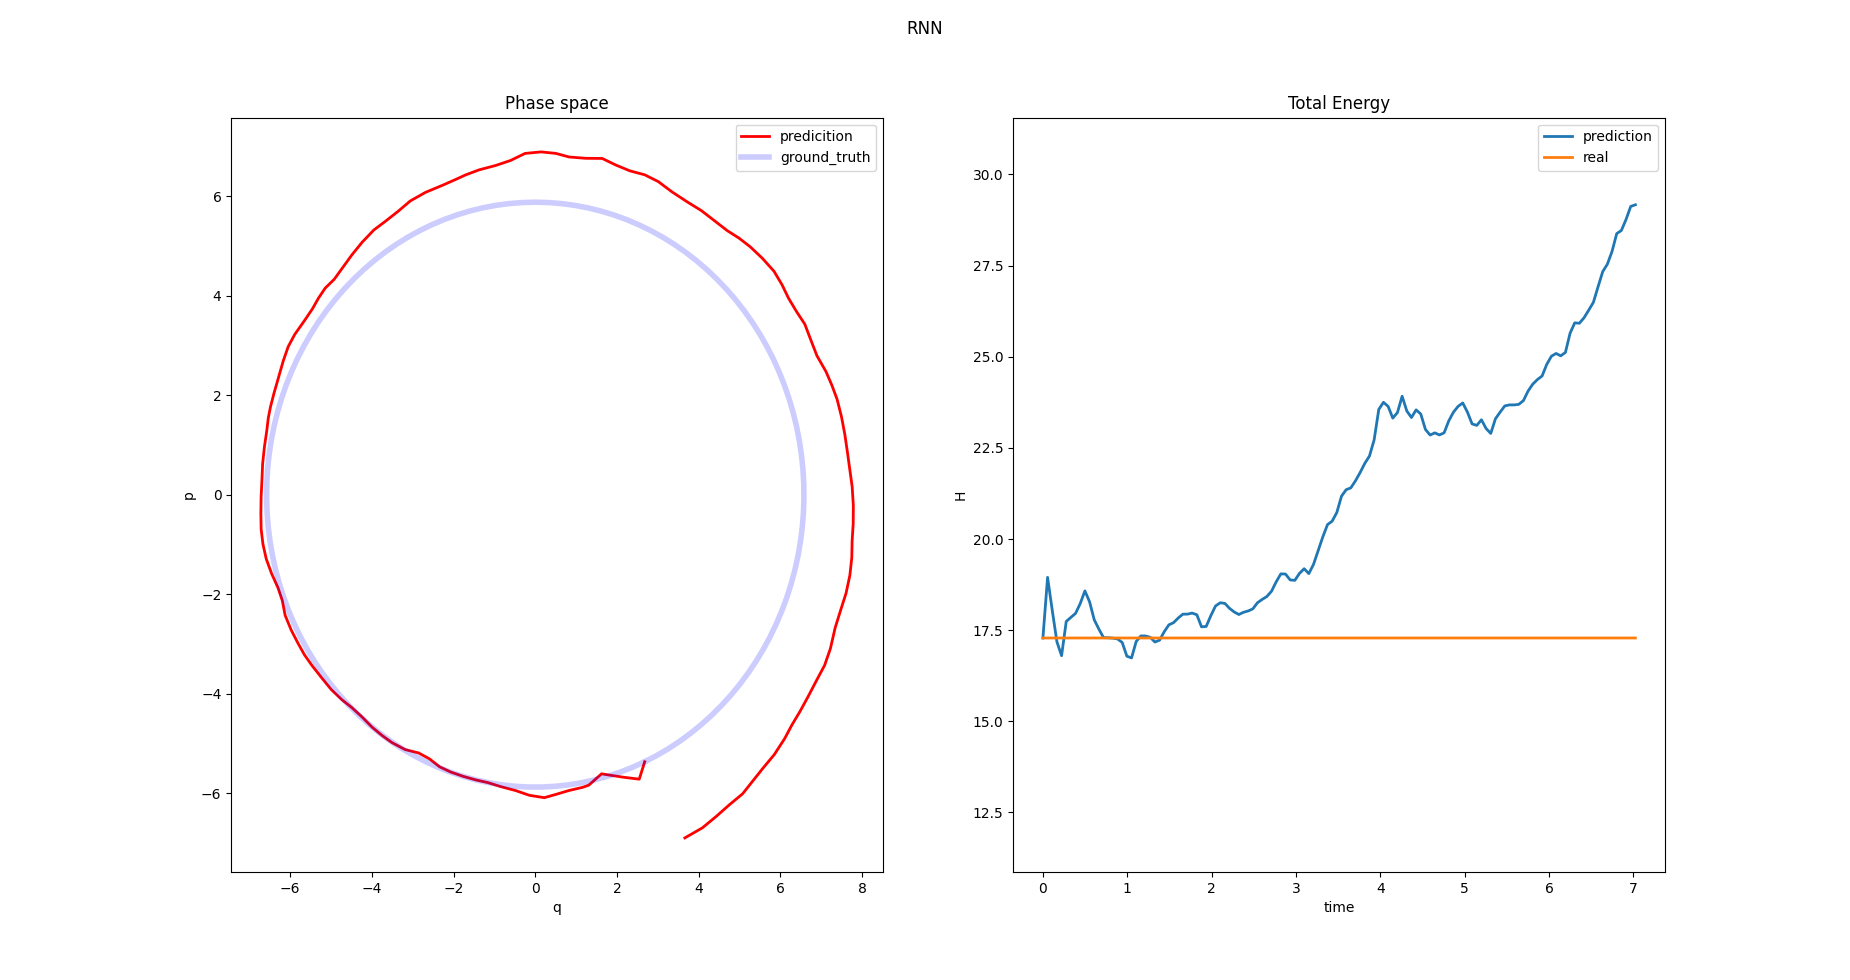 RNN
Phase space
predicition
ground_truth
6
4
2
0
−2
−4
−6
p
−6
−4
−2
0
2
4
6
8
q
Total Energy
prediction
real
30.0
27.5
25.0
22.5
20.0
17.5
15.0
12.5
H
0
1
2
3
4
5
6
7
time